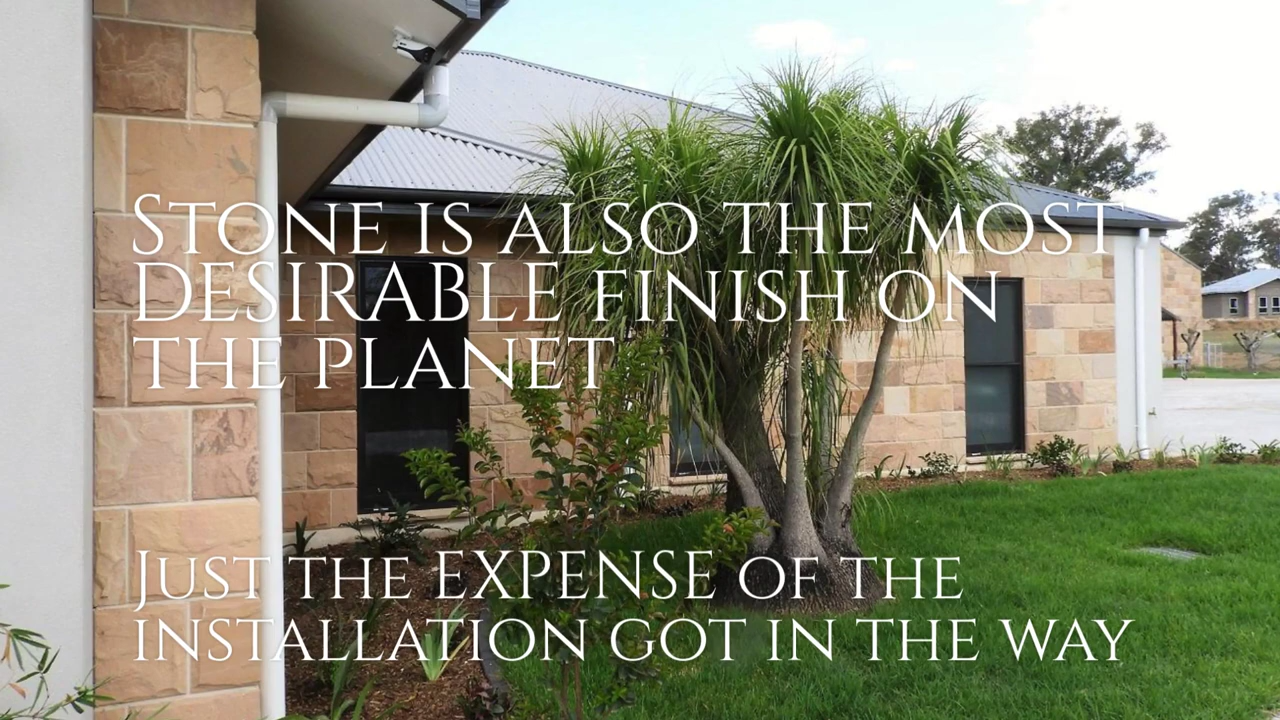 Stone is also the most
DESIRABLE finish on
the planet
Just the EXPENSE of the
installation got in the way